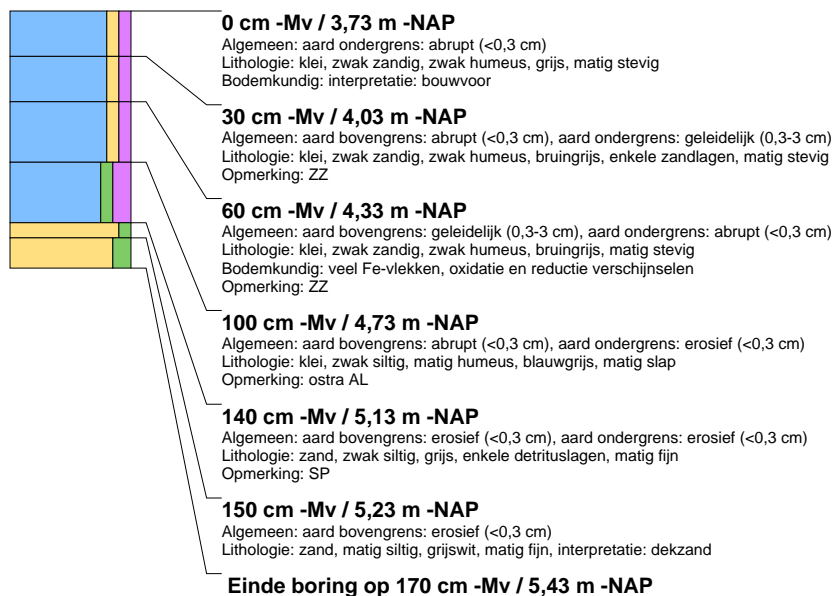 0 cm -Mv / 3,73 m -NAP
Algemeen: aard ondergrens: abrupt (<0,3 cm)
Lithologie: klei, zwak zandig, zwak humeus, grijs, matig stevig
Bodemkundig: interpretatie: bouwvoor
30 cm -Mv / 4,03 m -NAP
Algemeen: aard bovengrens: abrupt (<0,3 cm), aard ondergrens: geleidelijk (0,3-3 cm)
Lithologie: klei, zwak zandig, zwak humeus, bruingrijs, enkele zandlagen, matig stevig
Opmerking: ZZ
60 cm -Mv / 4,33 m -NAP
Algemeen: aard bovengrens: geleidelijk (0,3-3 cm), aard ondergrens: abrupt (<0,3 cm)
Lithologie: klei, zwak zandig, zwak humeus, bruingrijs, matig stevig
Bodemkundig: veel Fe-vlekken, oxidatie en reductie verschijnselen
Opmerking: ZZ
100 cm -Mv / 4,73 m -NAP
Algemeen: aard bovengrens: abrupt (<0,3 cm), aard ondergrens: erosief (<0,3 cm)
Lithologie: klei, zwak siltig, matig humeus, blauwgrijs, matig slap
Opmerking: ostra AL
140 cm -Mv / 5,13 m -NAP
Algemeen: aard bovengrens: erosief (<0,3 cm), aard ondergrens: erosief (<0,3 cm)
Lithologie: zand, zwak siltig, grijs, enkele detrituslagen, matig fijn
Opmerking: SP
150 cm -Mv / 5,23 m -NAP
Algemeen: aard bovengrens: erosief (<0,3 cm)
Lithologie: zand, matig siltig, grijswit, matig fijn, interpretatie: dekzand
Einde boring op 170 cm -Mv / 5,43 m -NAP